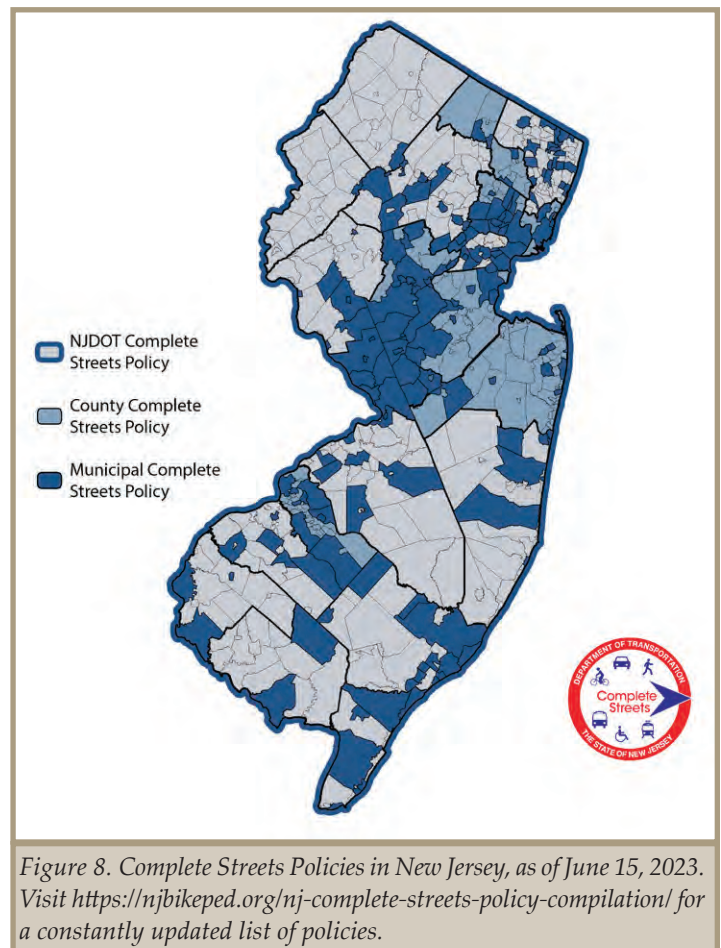 NJDOT Complete
Streets Policy
County Complete
Streets Policy
Municipal Complete
Streets Policy
DEPARTMENT OF TRANSPORTATION
Complete
Streets
THE STATE OF NEW JERSEY
Figure 8. Complete Streets Policies in New Jersey, as of June 15, 2023.
Visit https://njbikeped.org/nj-complete-streets-policy-compilation/ for
a constantly updated list of policies.